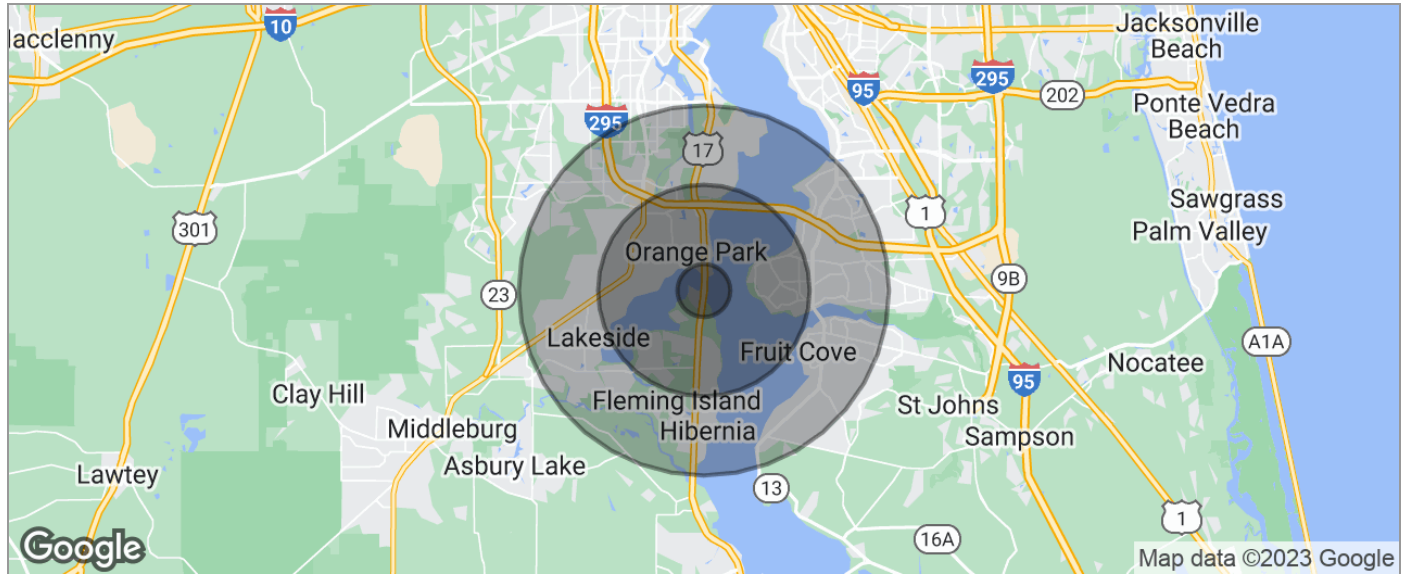 10
Macclenny
Jacksonville
Beach
295
95
295
202
Ponte Vedra
Beach
295
17
301
1
Sawgrass
Palm Valley
Orange Park
23
9B
Lakeside
Fruit Cove
A1A
Nocatee
95
Clay Hill
Fleming Island
St Johns
Middleburg
Hibernia
Sampson
Asbury Lake
Lawtey
13
1
16A
Google
Map data ©2023 Google